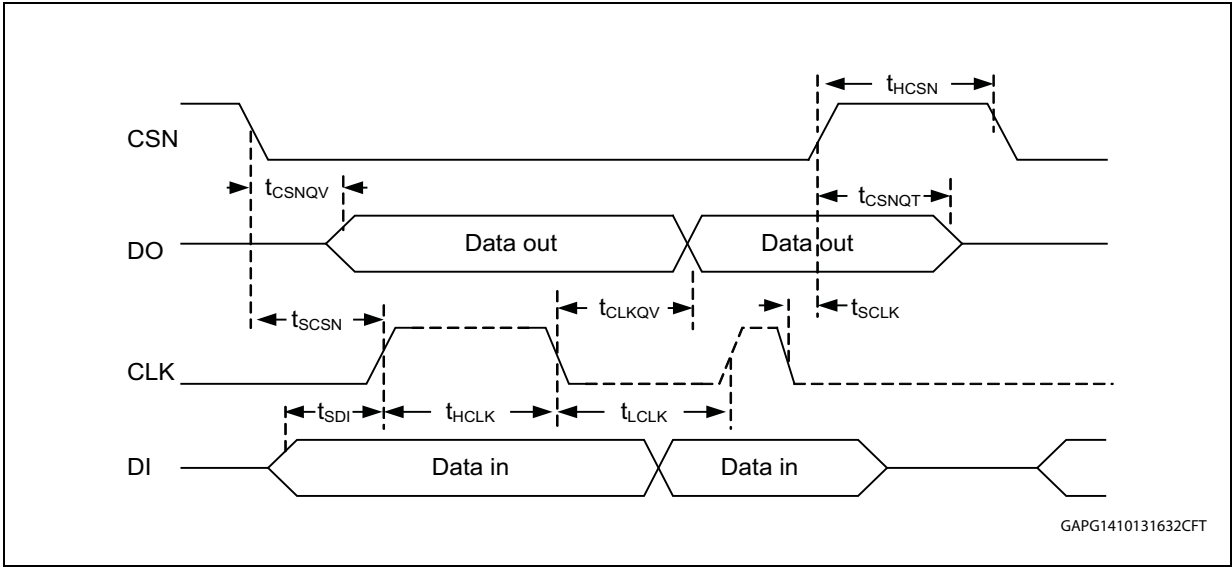 tHCSN
CSN
tCSNQV
tCSNQT
DO
Data out
Data out
tSCSN
tCLKQV
tSCLK
CLK
tSDI
tHCLK
tLCLK
DI
Data in
Data in
GAPG1410131632CFT